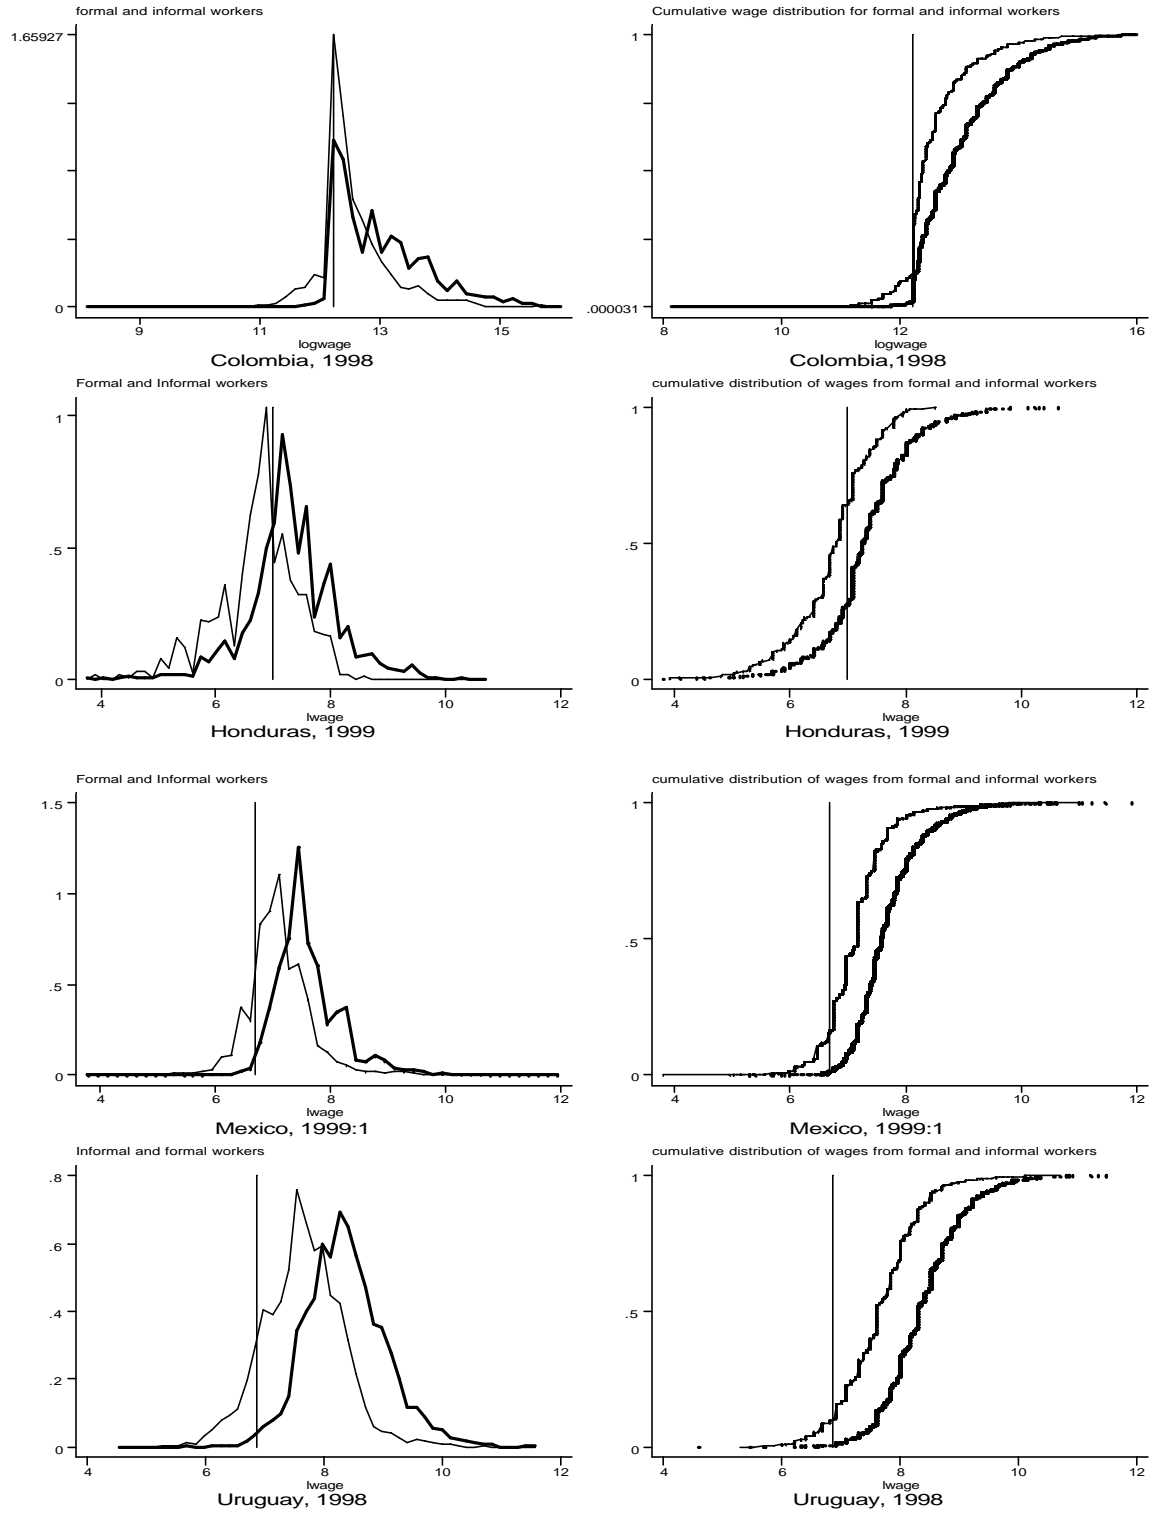 formal and informal workers
1.65927
0
9 11 13 15
logwage
Colombia, 1998
Cumulative wage distribution for formal and informal workers
1
.000031
8 10 12 16
logwage
Colombia,1998
Formal and Informal workers
1
.5
0
4 6 8 10 12
lwage
Honduras, 1999
cumulative distribution of wages from formal and informal workers
1
.5
0
4 6 8 10 12
lwage
Honduras, 1999
Formal and Informal workers
1.5
1
.5
0
4 6 8 10 12
lwage
Mexico, 1999:1
cumulative distribution of wages from formal and informal workers
1
.5
0
4 6 8 10 12
lwage
Mexico, 1999:1
Informal and formal workers
.8
.6
.4
.2
0
4 6 8 10 12
lwage
Uruguay, 1998
cumulative distribution of wages from formal and informal workers
1
.5
0
4 6 8 10 12
lwage
Uruguay, 1998